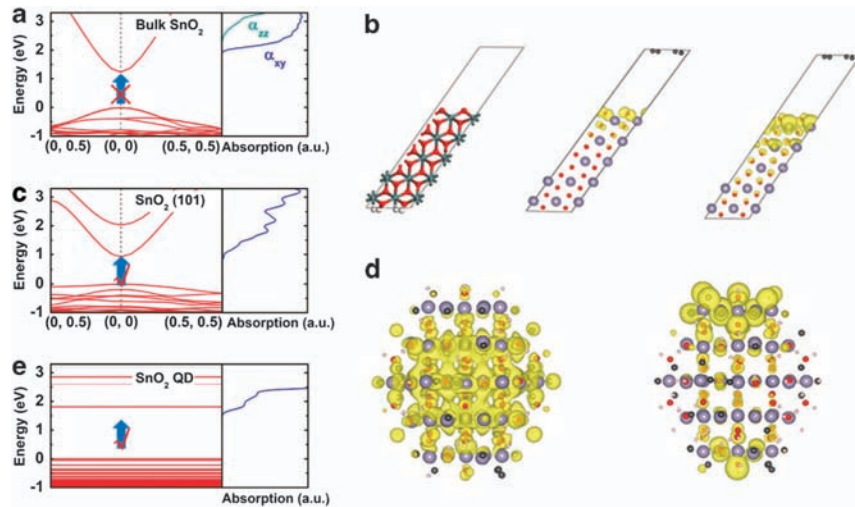 a
Bulk SnO2
αzz
αxy
Energy (eV)
3
2
1
0
-1
(0, 0.5) (0, 0) (0.5, 0.5) Absorption (a.u.)
b
c
SnO2 (101)
Energy (eV)
3
2
1
0
-1
(0, 0.5) (0, 0) (0.5, 0.5) Absorption (a.u.)
d
e
SnO2 QD
Energy (eV)
3
2
1
0
-1
Absorption (a.u.)